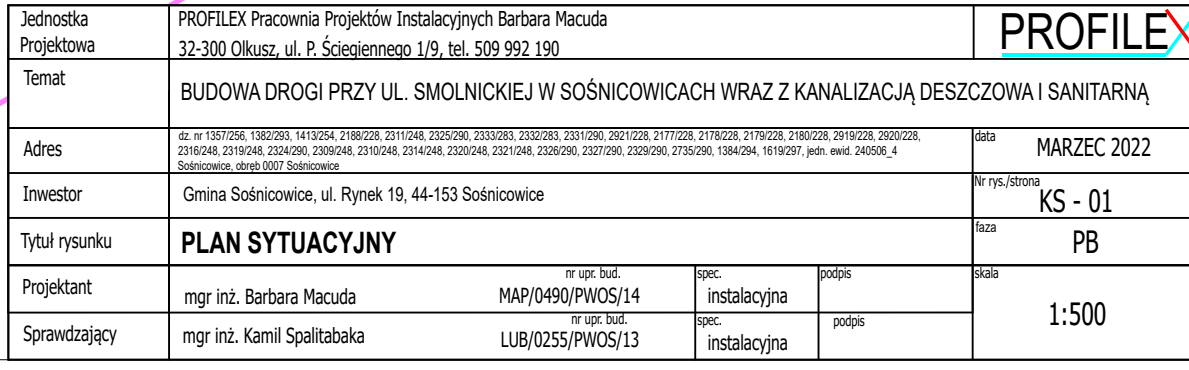 Jednostka Projektowa
PROFILEX Pracownia Projektów Instalacyjnych Barbara Macuda
32-300 Olkusz, ul. P. Ściegiennego 1/9, tel. 509 992 190
PROFILEX
Temat
BUDOWA DROGI PRZY UL. SMOLNICKIEJ W SOŚNICOWICACH WRAZ Z KANALIZACJĄ DESZCZOWA I SANITARNĄ
Adres
dz. nr 1357/256, 1382/293, 1413/254, 2188/228, 2311/248, 2325/290, 2333/283, 2332/283, 2331/290, 2921/228, 2177/228, 2178/228, 2179/228, 2180/228, 2919/228, 2920/228,
2316/248, 2319/248, 2324/290, 2309/248, 2310/248, 2314/248, 2320/248, 2321/248, 2326/290, 2327/290, 2329/290, 2735/290, 1384/294, 1619/297, jedn. ewid. 240506_4
Sośnicowice, obręb 0007 Sośnicowice
data
MARZEC 2022
Inwestor
Gmina Sośnicowice, ul. Rynek 19, 44-153 Sośnicowice
Nr rys./strona
KS - 01
Tytuł rysunku
PLAN SYTUACYJNY
faza
PB
Projektant
mgr inż. Barbara Macuda
nr upr. bud.
MAP/0490/PWOS/14
spec.
instalacyjna
podpis
skala
1:500
Sprawdzający
mgr inż. Kamil Spalitabaka
nr upr. bud.
LUB/0255/PWOS/13
spec.
instalacyjna
podpis